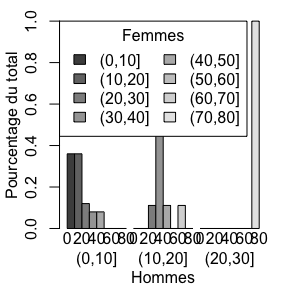 Pourcentage du total
1.0
0.8
0.6
0.4
0.2
0.0
Femmes
(0,10] (40,50]
(10,20] (50,60]
(20,30] (60,70]
(30,40] (70,80]
0 20 40 60 80 0 20 40 60 80 0 20 40 60 80
(0,10] (10,20] (20,30]
Hommes